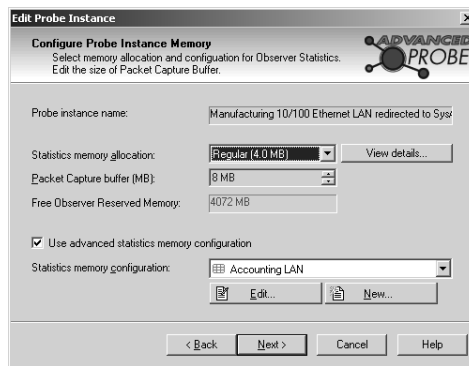 Edit Probe Instance
Configure Probe Instance Memory
Select memory allocation and configuation for Observer Statistics.
Edit the size of Packet Capture Buffer.
ADVANCED
PROBE
Probe instance name: Manufacturing 10/100 Ethernet LAN redirected to Sys/
Statistics memory allocation: Regular (4.0 MB) View details...
Packet Capture buffer (MB): 8 MB
Free Observer Reserved Memory: 4072 MB
Use advanced statistics memory configuration
Statistics memory configuration: Accounting LAN
Edit... New...
< Back Next > Cancel Help